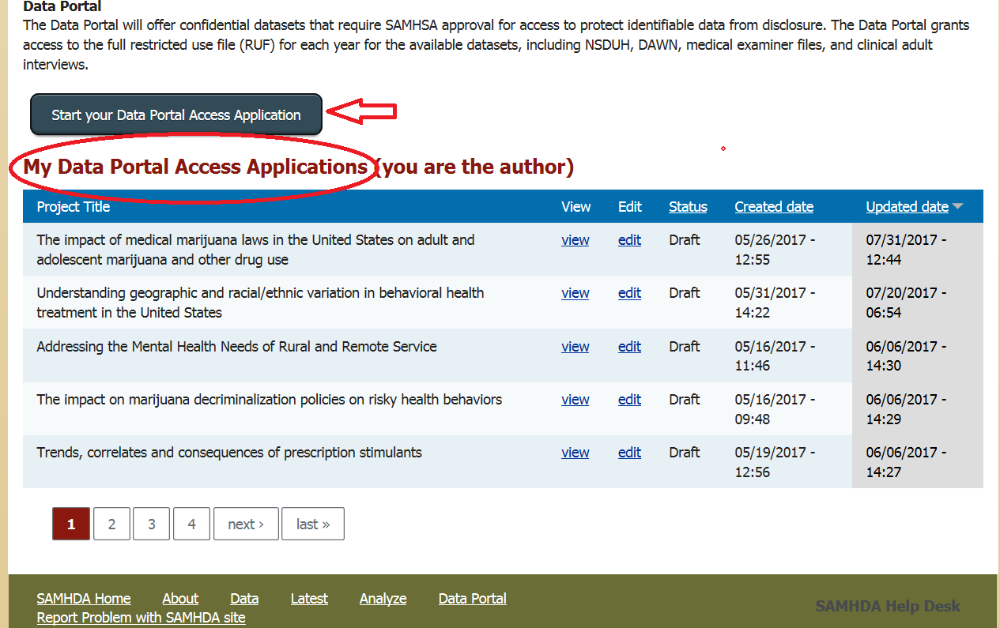 Data Portal
The Data Portal will offer confidential datasets that require SAMHSA approval for access to protect identifiable data from disclosure. The Data Portal grants
access to the full restricted use file (RUF) for each year for the available datasets, including NSDUH, DAWN, medical examiner files, and clinical adult
interviews.
Start your Data Portal Access Application
My Data Portal Access Applications (you are the author)
Project Title View Edit Status Created date Updated date
The impact of medical marijuana laws in the United States on adult and view edit Draft 05/26/2017 - 07/31/2017 -
adolescent marijuana and other drug use 12:55 12:44
Understanding geographic and racial/ethnic variation in behavioral health view edit Draft 05/31/2017 - 07/20/2017 -
treatment in the United States 14:22 06:54
Addressing the Mental Health Needs of Rural and Remote Service view edit Draft 05/16/2017 - 06/06/2017 -
11:46 14:30
The impact on marijuana decriminalization policies on risky health behaviors view edit Draft 05/16/2017 - 06/06/2017 -
09:48 14:29
Trends, correlates and consequences of prescription stimulants view edit Draft 05/19/2017 - 06/06/2017 -
12:56 14:27
1 2 3 4 next › last »
SAMHDA Home About Data Latest Analyze Data Portal
SAMHDA Help Desk
Report Problem with SAMHDA site